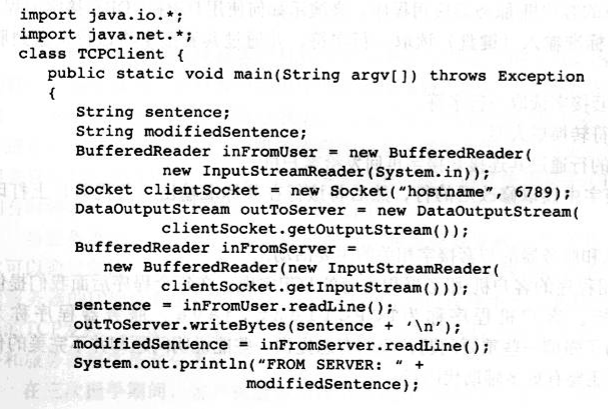 import java.io.*;
import java.net.*;
class TCPClient {
public static void main(String argv[]) throws Exception
{
String sentence;
String modifiedSentence;
BufferedReader inFromUser = new BufferedReader(
new InputStreamReader(System.in));
Socket clientSocket = new Socket("hostname", 6789);
DataOutputStream outToServer = new DataOutputStream(
clientSocket.getOutputStream());
BufferedReader inFromServer =
new BufferedReader(new InputStreamReader(
clientSocket.getInputStream()));
sentence = inFromUser.readLine();
outToServer.writeBytes(sentence + '\n');
modifiedSentence = inFromServer.readLine();
System.out.println("FROM SERVER: " +
modifiedSentence);